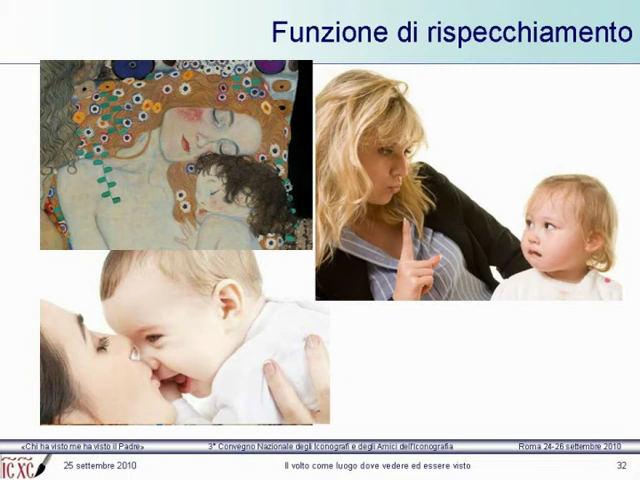 Funzione di rispecchiamento
«Chi ha visto me ha visto il Padre» 3° Convegno Nazionale degli Iconografi e degli Amici dell'Iconografia Roma 24-26 settembre 2010
IC XC 25 settembre 2010 Il volto come luogo dove vedere ed essere visto 32